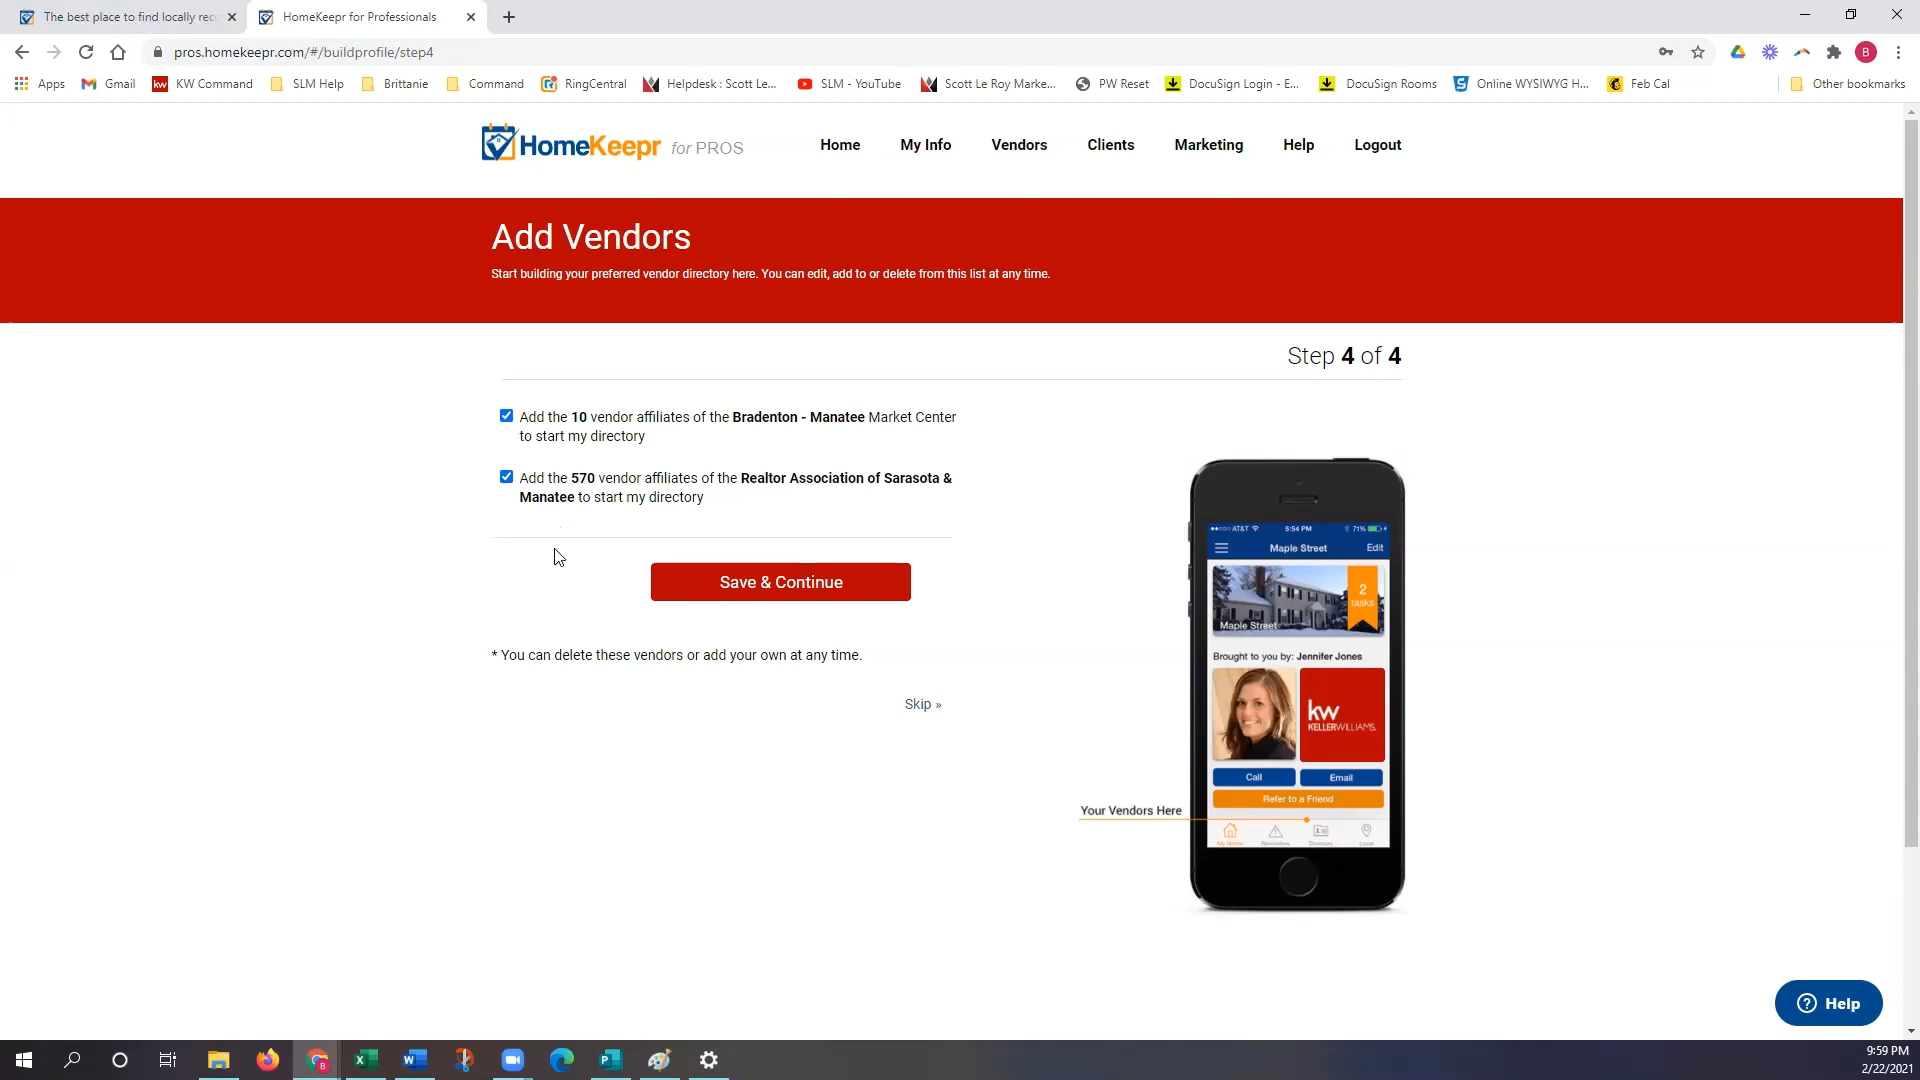 The best place to find locally rec
HomeKeepr for Professionals
pros.homekeepr.com/#/buildprofile/step4
B
Apps
Gmail
kw
KW Command
SLM Help
Brittanie
Command
RingCentral
Helpdesk : Scott Le...
SLM - YouTube
Scott Le Roy Marke...
PW Reset
DocuSign Login - E...
DocuSign Rooms
Online WYSIWYG H...
Feb Cal
Other bookmarks
HomeKeepr for PROS
Home
My Info
Vendors
Clients
Marketing
Help
Logout
Add Vendors
Start building your preferred vendor directory here. You can edit, add to or delete from this list at any time.
Step 4 of 4
Add the 10 vendor affiliates of the Bradenton - Manatee Market Center
to start my directory
Add the 570 vendor affiliates of the Realtor Association of Sarasota &
Manatee to start my directory
Save & Continue
* You can delete these vendors or add your own at any time.
Skip »
AT&T 5:54 PM 71%
Maple Street
Edit
2
tasks
Maple Street
Brought to you by: Jennifer Jones
kw
KELLERWILLIAMS.
Call
Email
Refer to a Friend
Your Vendors Here
My Home
Reminders
Directory
Local
Help
9:59 PM
2/22/2021